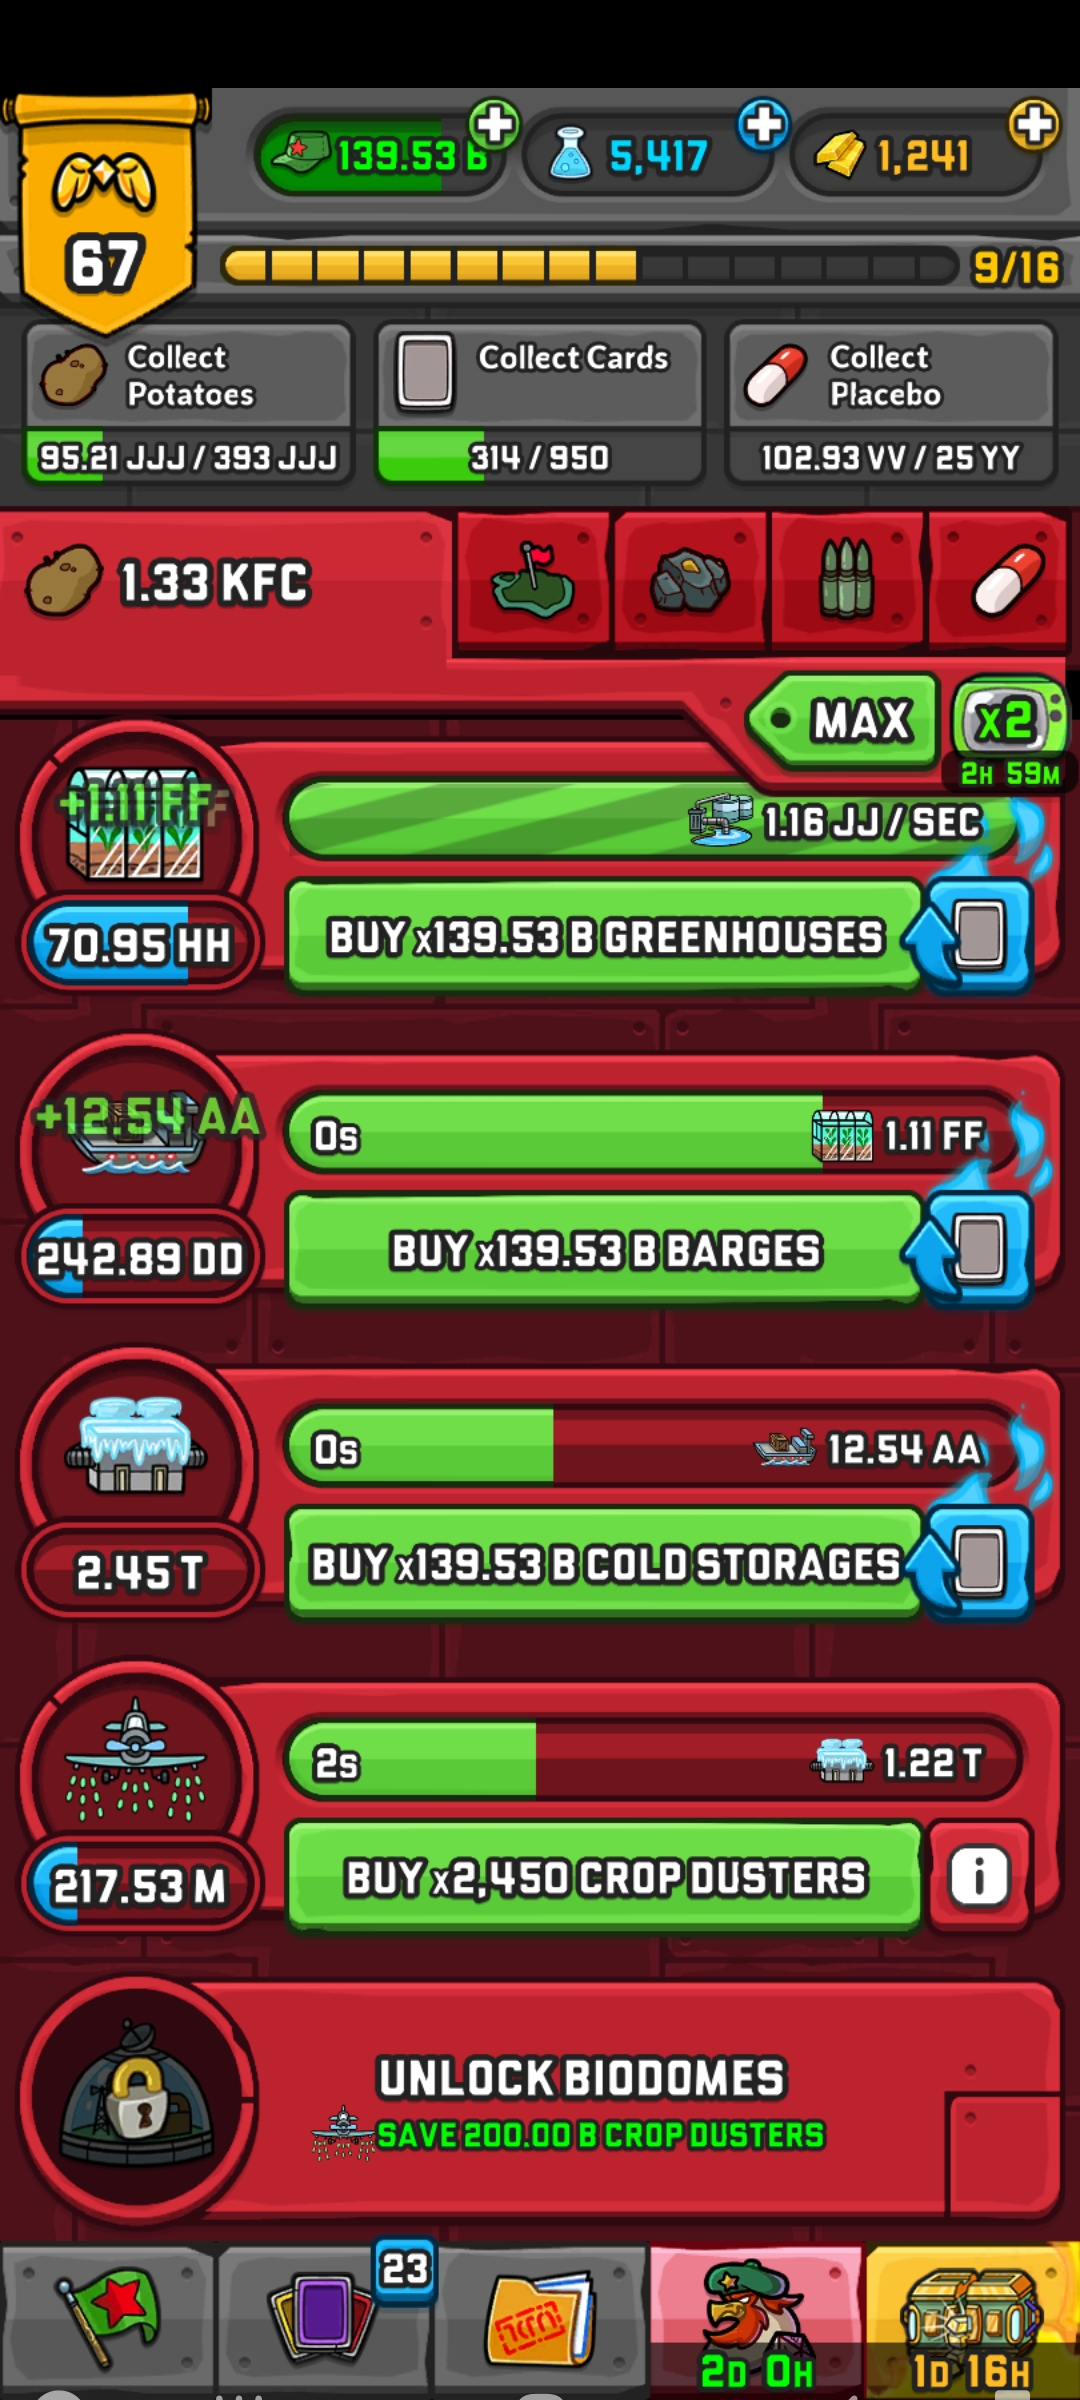 139.53 B
5,417
1,241
67
9/16
Collect
Potatoes
95.21 JJJ / 393 JJJ
Collect Cards
314 / 950
Collect
Placebo
102.93 VV / 25 YY
1.33 KFC
MAX
x2
2H 59M
+1.11 FF
1.16 JJ / SEC
70.95 HH
BUY x139.53 B GREENHOUSES
+12.54 AA
0s
1.11 FF
242.89 DD
BUY x139.53 B BARGES
0s
12.54 AA
2.45 T
BUY x139.53 B COLD STORAGES
2s
1.22 T
217.53 M
BUY x2,450 CROP DUSTERS
i
UNLOCK BIODOMES
SAVE 200.00 B CROP DUSTERS
23
2D 0H
1D 16H